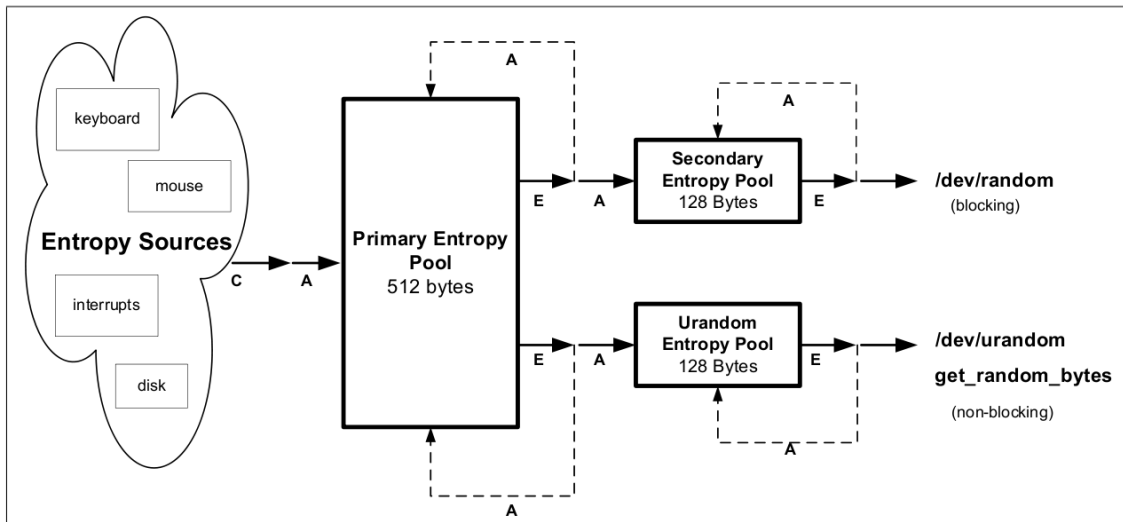 keyboard
mouse
Entropy Sources
interrupts
disk
C
A
Primary Entropy
Pool
512 bytes
A
E
A
Secondary
Entropy Pool
128 Bytes
A
E
/dev/random
(blocking)
E
A
A
Urandom
Entropy Pool
128 Bytes
E
A
/dev/urandom
get_random_bytes
(non-blocking)